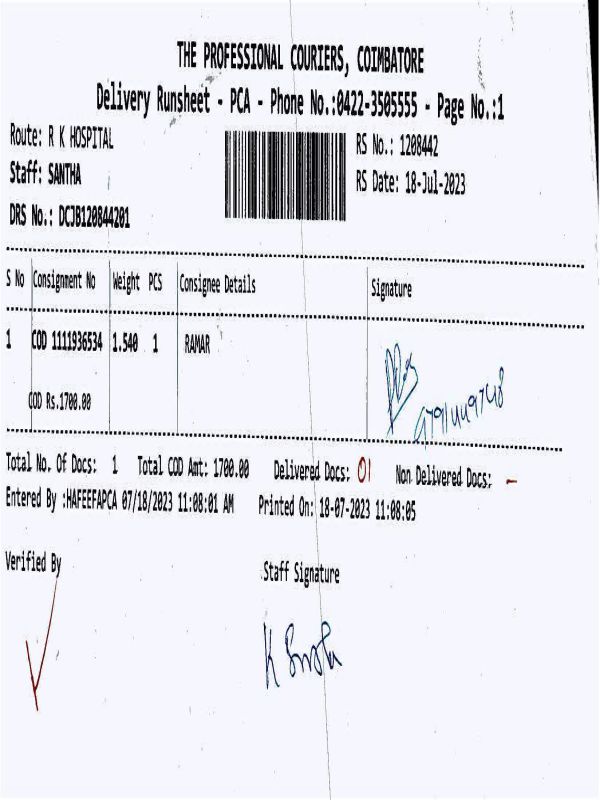 THE PROFESSIONAL COURIERS, COIMBATORE
Delivery Runsheet - PCA - Phone No.:0422-3505555 - Page No.:1
Route: R K HOSPITAL
RS No.: 1208442
Staff: SANTHA
RS Date: 18-Jul-2023
DRS No.: DCJB120844201
S No Consignment No Weight PCS Consignee Details Signature
1 COD 1111936534 1.540 1 RAMAR
COD Rs.1700.00
Total No. Of Docs: 1 Total COD Amt: 1700.00 Delivered Docs: 01 Non Delivered Docs: -
Entered By :HAFEEFAPCA 07/18/2023 11:08:01 AM Printed On: 18-07-2023 11:08:05
Verified By
Staff Signature